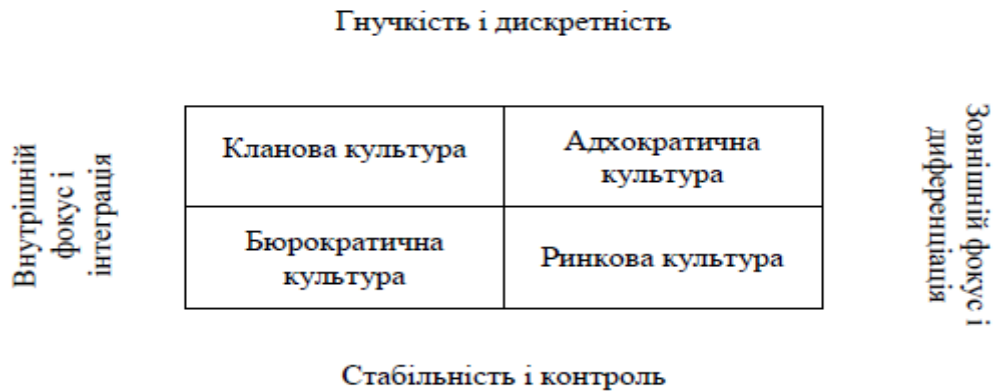 Гнучкість і дискретність
Внутрішній
фокус і
інтеграція
Кланова культура
Адхократична
культура
Зовнішній фокус і
диференціація
Бюрократична
культура
Ринкова культура
Стабільність і контроль